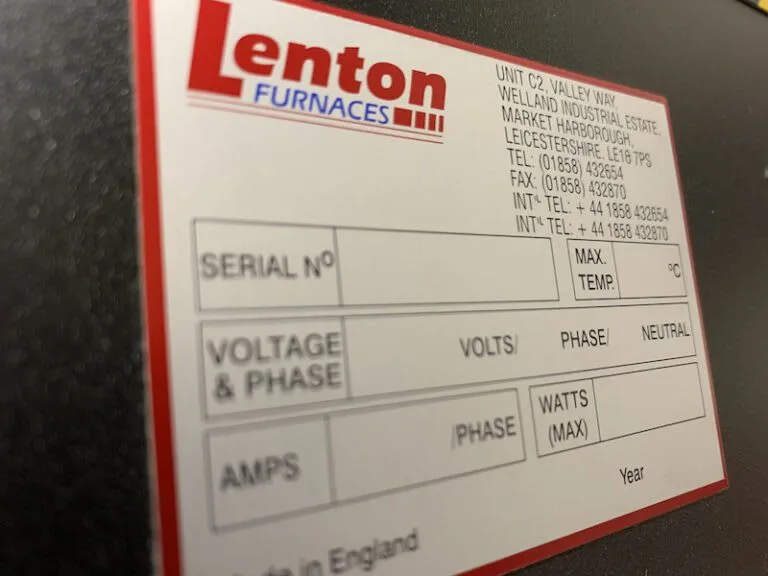 Lenton
FURNACES
UNIT C2, VALLEY WAY,
WELLAND INDUSTRIAL ESTATE,
MARKET HARBOROUGH,
LEICESTERSHIRE. LE16 7PS
TEL: (01858) 432654
FAX: (01858) 432870
INT'L TEL: + 44 1858 432654
INT'L TEL: + 44 1858 432870
SERIAL Nº
MAX.
TEMP.
ºC
VOLTAGE
& PHASE
VOLTS/ PHASE/ NEUTRAL
AMPS
/PHASE
WATTS
(MAX)
Year
in England